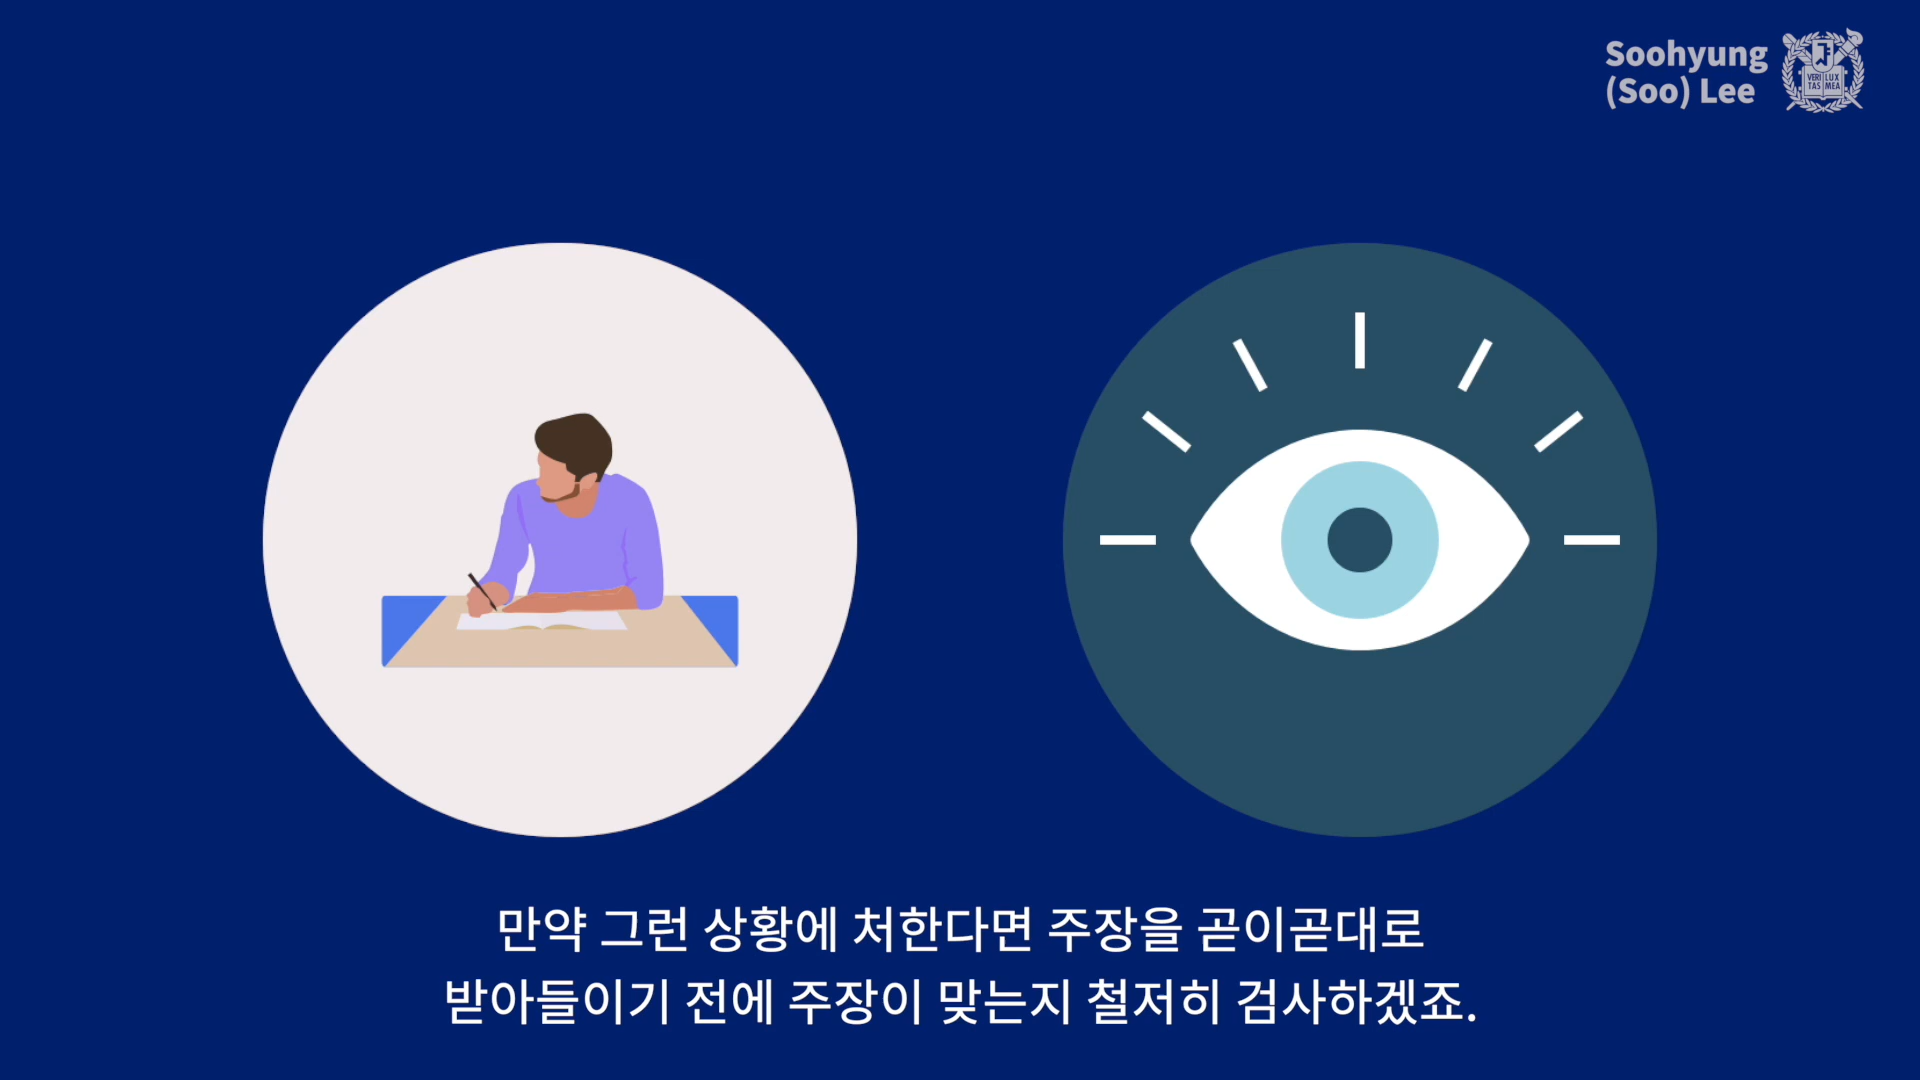 Soohyung
(Soo) Lee
VERI LUX
TAS MEA
만약 그런 상황에 처한다면 주장을 곧이곧대로
받아들이기 전에 주장이 맞는지 철저히 검사하겠죠.